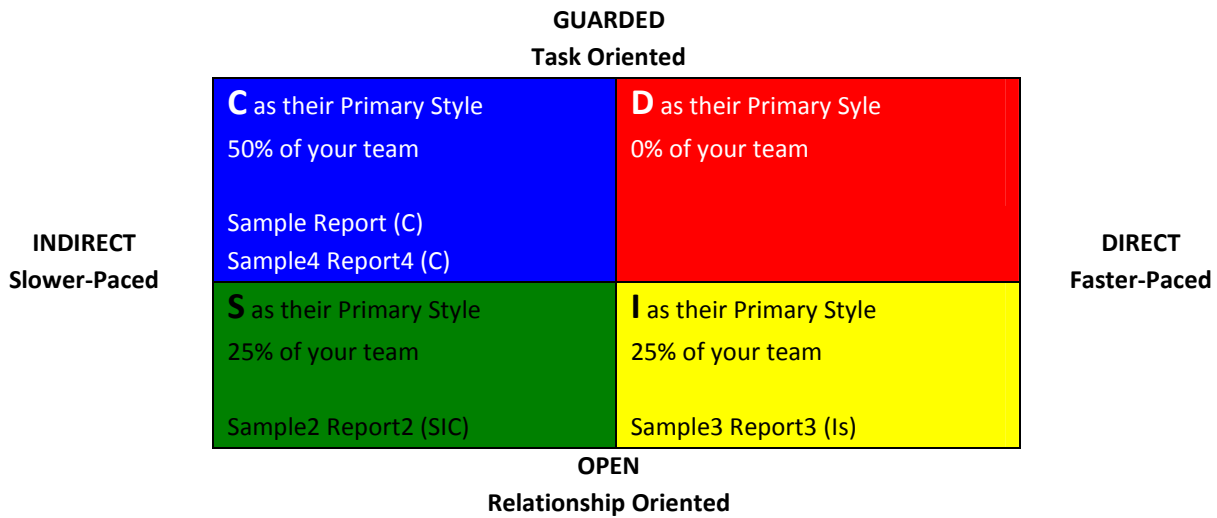 GUARDED
Task Oriented
C as their Primary Style
50% of your team
Sample Report (C)
Sample4 Report4 (C)
D as their Primary Syle
0% of your team
INDIRECT
Slower-Paced
DIRECT
Faster-Paced
S as their Primary Style
25% of your team
Sample2 Report2 (SIC)
I as their Primary Style
25% of your team
Sample3 Report3 (Is)
OPEN
Relationship Oriented